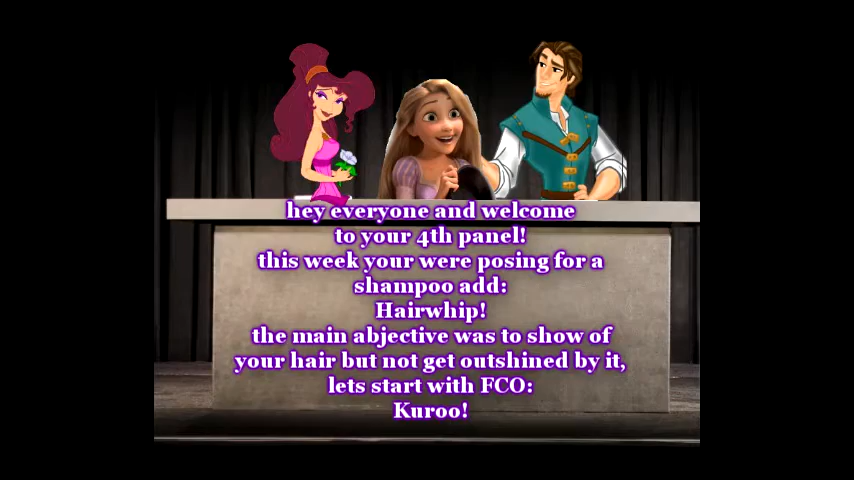 hey everyone and welcome
to your 4th panel!
this week your were posing for a
shampoo add:
Hairwhip!
the main abjective was to show of
your hair but not get outshined by it,
lets start with FCO:
Kuroo!